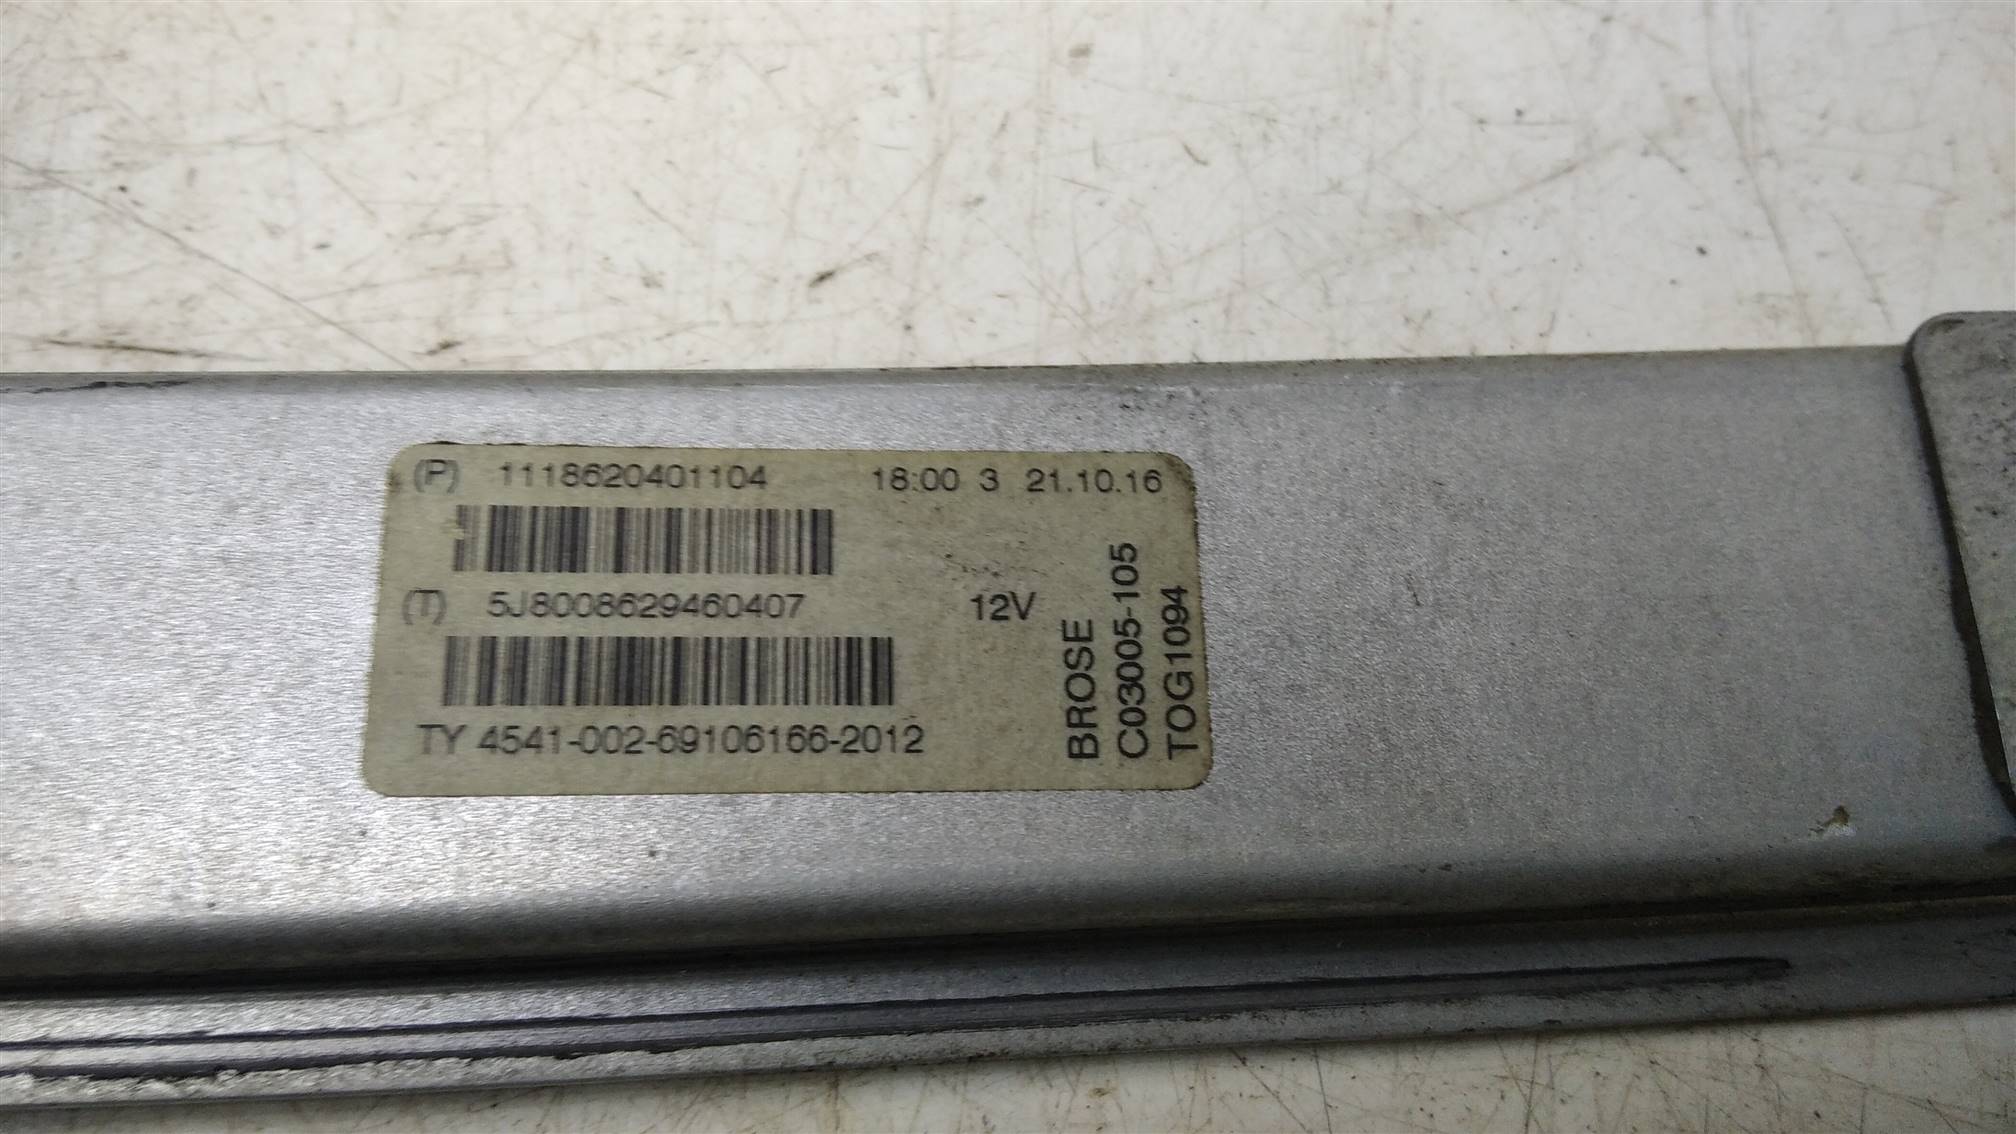 (P) 1118620401104 18:00 3 21.10.16
(T) 5J8008629460407 12V
TY 4541-002-69106166-2012
BROSE
C03005-105
TOG1094